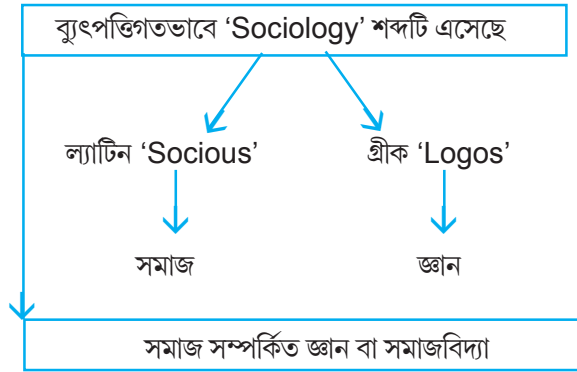 ব্যুৎপত্তিগতভাবে ‘Sociology’ শব্দটি এসেছে
ল্যাটিন ‘Socious’ গ্রীক ‘Logos’
সমাজ জ্ঞান
সমাজ সম্পর্কিত জ্ঞান বা সমাজবিদ্যা